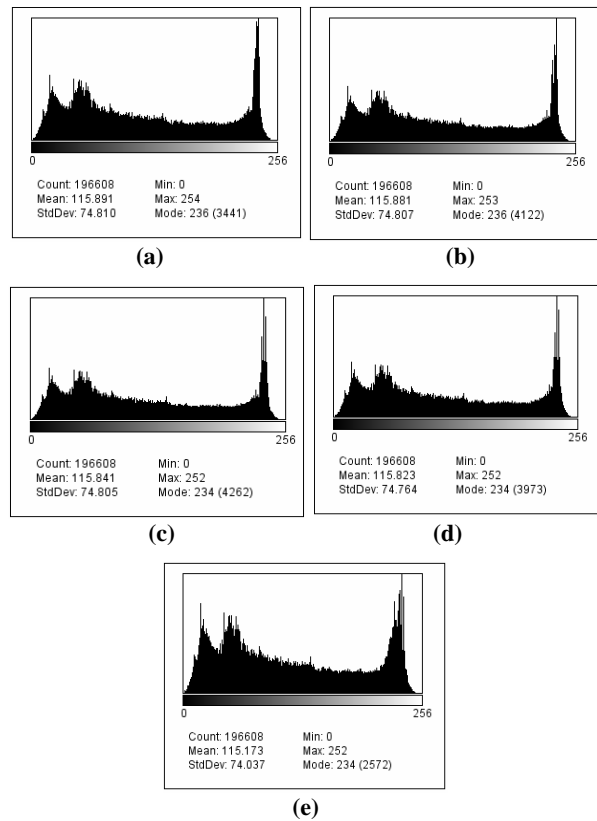 0 256
Count: 196608 Min: 0
Mean: 115.891 Max: 254
StdDev: 74.810 Mode: 236 (3441)
(a)
0 256
Count: 196608 Min: 0
Mean: 115.881 Max: 253
StdDev: 74.807 Mode: 236 (4122)
(b)
0 256
Count: 196608 Min: 0
Mean: 115.841 Max: 252
StdDev: 74.805 Mode: 234 (4262)
(c)
0 256
Count: 196608 Min: 0
Mean: 115.823 Max: 252
StdDev: 74.764 Mode: 234 (3973)
(d)
0 256
Count: 196608 Min: 0
Mean: 115.173 Max: 252
StdDev: 74.037 Mode: 234 (2572)
(e)